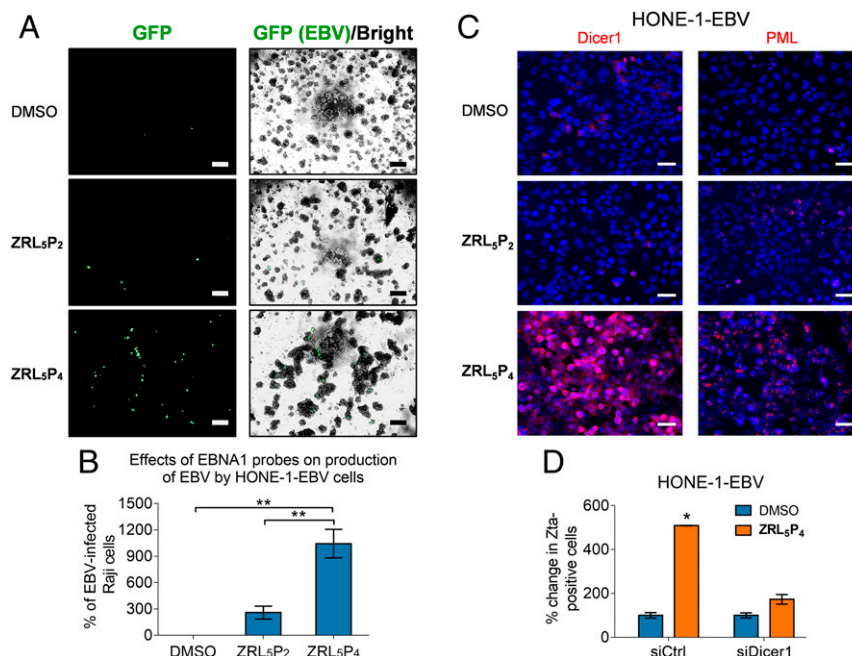 A
GFP
GFP (EBV)/Bright
DMSO
ZRL5P2
ZRL5P4
B
Effects of EBNA1 probes on production
of EBV by HONE-1-EBV cells
% of EBV-infected
Raji cells
1500
1200
900
600
300
0
**
**
DMSO
ZRL5P2
ZRL5P4
C
HONE-1-EBV
Dicer1
PML
DMSO
ZRL5P2
ZRL5P4
D
HONE-1-EBV
% change in Zta-
positive cells
600
400
200
0
*
DMSO
ZRL5P4
siCtrl
siDicer1